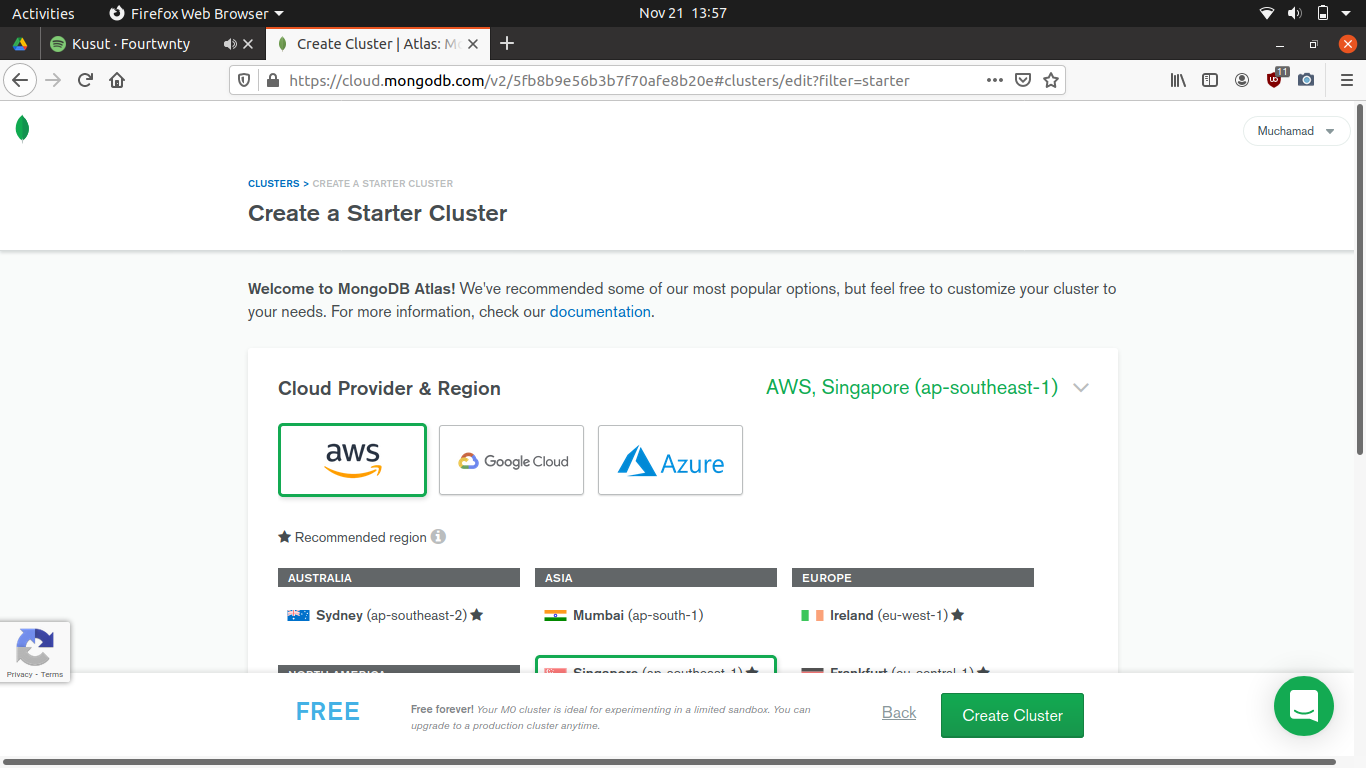 Activities Firefox Web Browser Nov 21 13:57
Kusut · Fourtwnty Create Cluster | Atlas: Mo
https://cloud.mongodb.com/v2/5fb8b9e56b3b7f70afe8b20e#clusters/edit?filter=starter 11
Muchamad
CLUSTERS > CREATE A STARTER CLUSTER
Create a Starter Cluster
Welcome to MongoDB Atlas! We've recommended some of our most popular options, but feel free to customize your cluster to
your needs. For more information, check our documentation.
Cloud Provider & Region AWS, Singapore (ap-southeast-1)
aws Google Cloud Azure
★ Recommended region
AUSTRALIA ASIA EUROPE
Sydney (ap-southeast-2) ★ Mumbai (ap-south-1) Ireland (eu-west-1) ★
NORTH AMERICA Singapore (ap-southeast-1) ★ Frankfurt (eu-central-1) ★
Privacy - Terms
FREE Free forever! Your M0 cluster is ideal for experimenting in a limited sandbox. You can
upgrade to a production cluster anytime.
Back Create Cluster